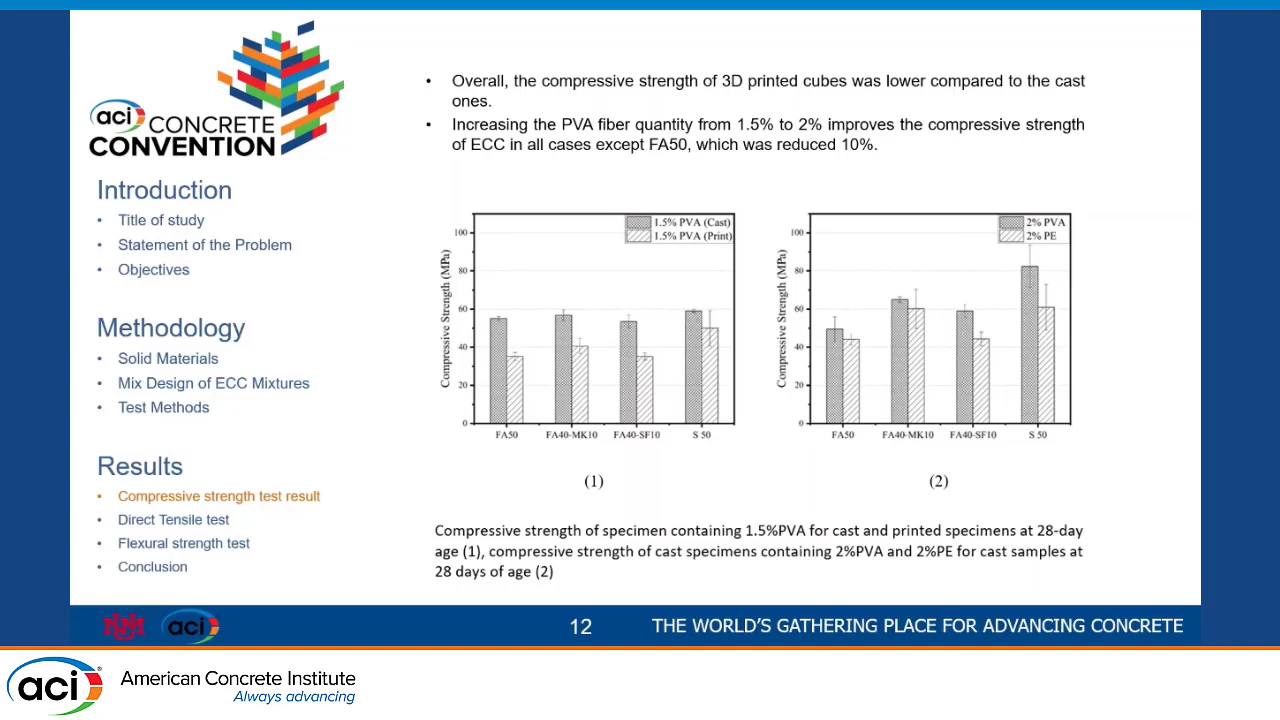 aci CONCRETE
CONVENTION
Introduction
• Title of study
• Statement of the Problem
• Objectives
Methodology
• Solid Materials
• Mix Design of ECC Mixtures
• Test Methods
Results
• Compressive strength test result
• Direct Tensile test
• Flexural strength test
• Conclusion
• Overall, the compressive strength of 3D printed cubes was lower compared to the cast
ones.
• Increasing the PVA fiber quantity from 1.5% to 2% improves the compressive strength
of ECC in all cases except FA50, which was reduced 10%.
Compressive Strength (MPa)
100
80
60
40
20
0
1.5% PVA (Cast)
1.5% PVA (Print)
FA50 FA40-MK10 FA40-SF10 S 50
(1)
Compressive Strength (MPa)
100
80
60
40
20
0
2% PVA
2% PE
FA50 FA40-MK10 FA40-SF10 S 50
(2)
Compressive strength of specimen containing 1.5%PVA for cast and printed specimens at 28-day
age (1), compressive strength of cast specimens containing 2%PVA and 2%PE for cast samples at
28 days of age (2)
aci
12
THE WORLD'S GATHERING PLACE FOR ADVANCING CONCRETE
aci
®
American Concrete Institute
Always advancing